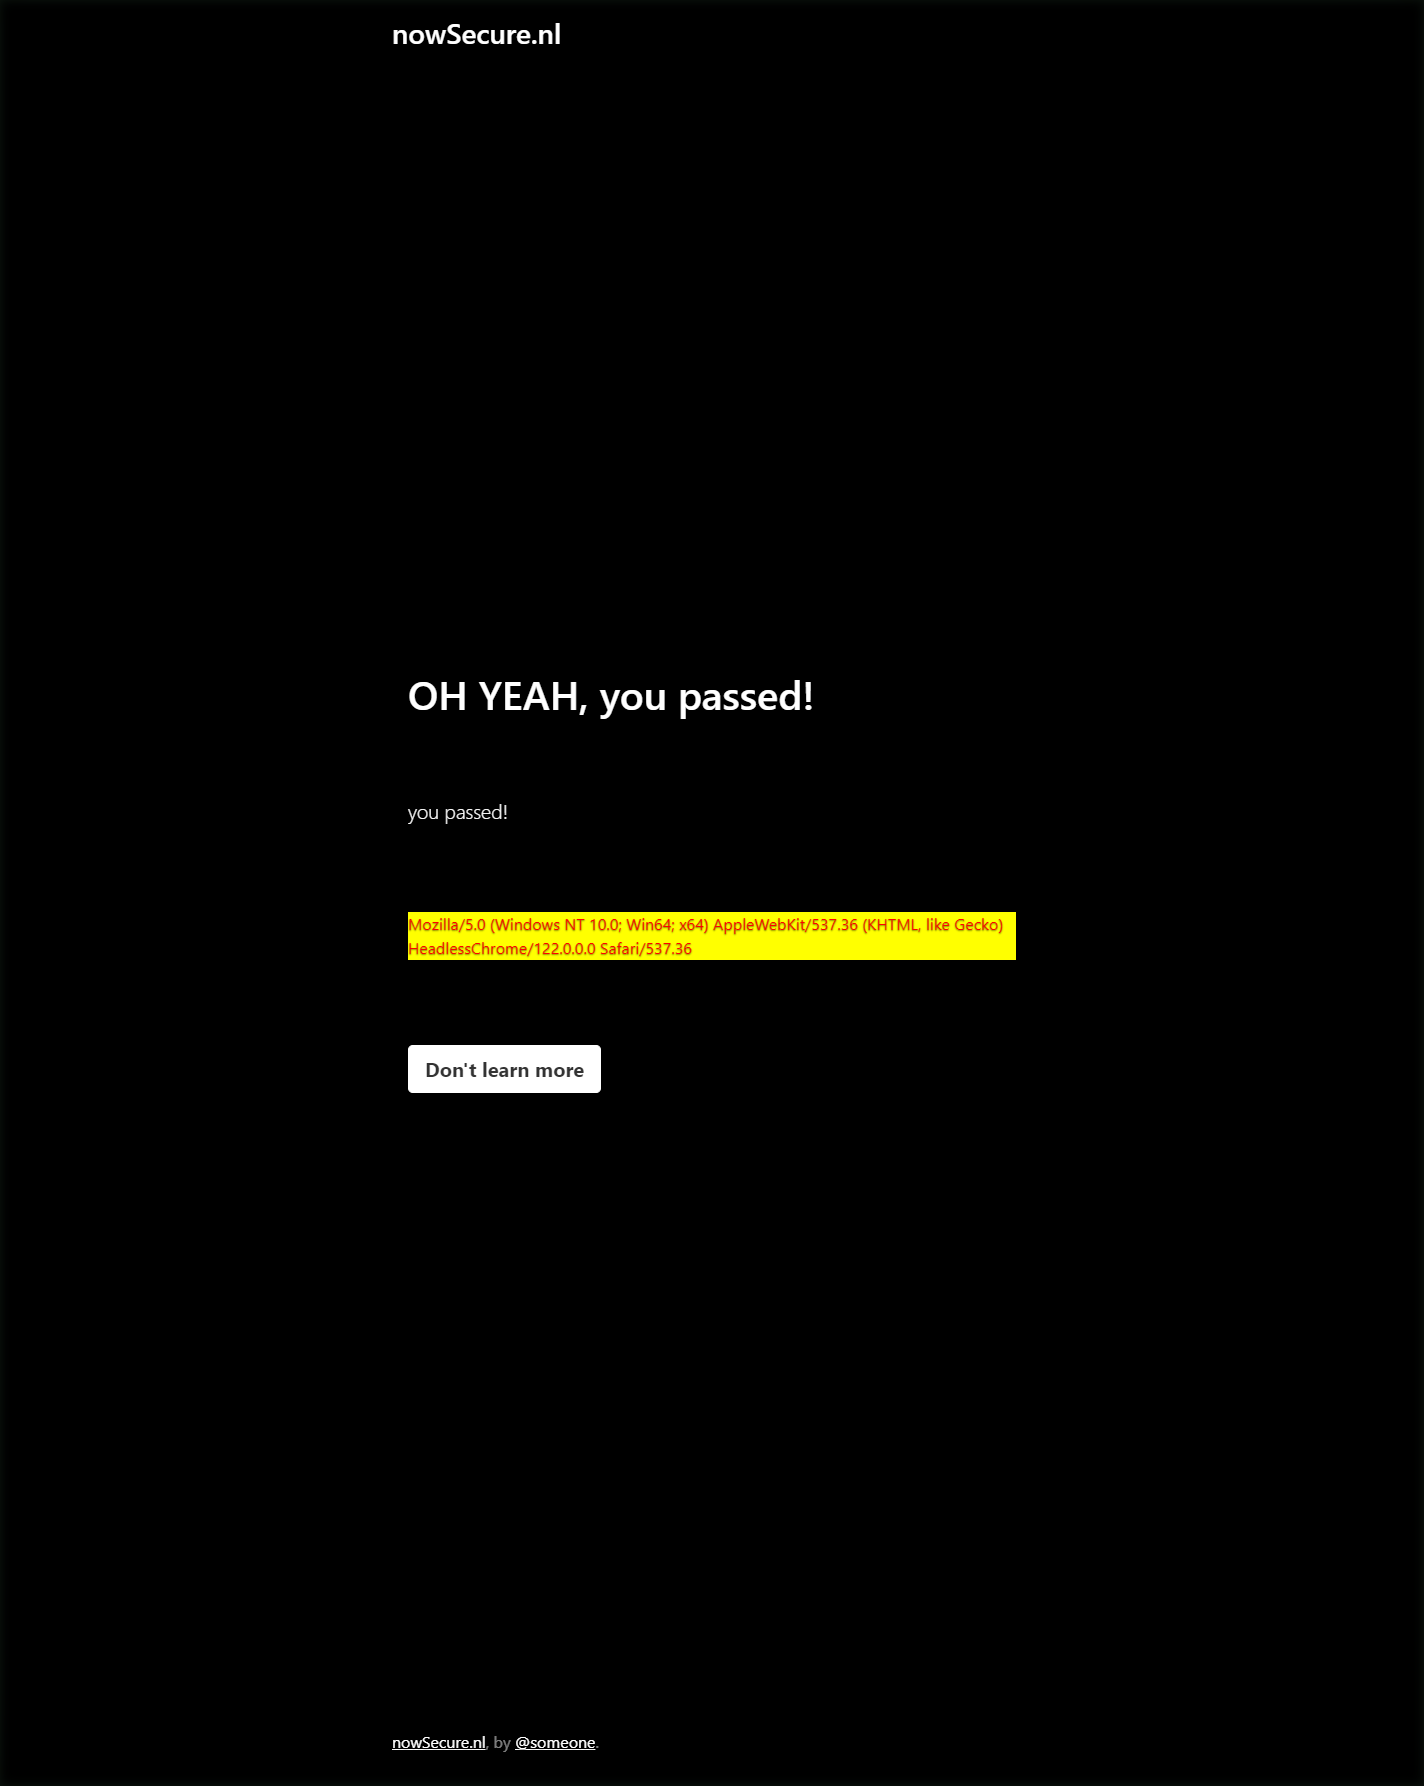 nowSecure.nl
OH YEAH, you passed!
you passed!
Mozilla/5.0 (Windows NT 10.0; Win64; x64) AppleWebKit/537.36 (KHTML, like Gecko)
HeadlessChrome/122.0.0.0 Safari/537.36
Don't learn more
nowSecure.nl, by @someone.